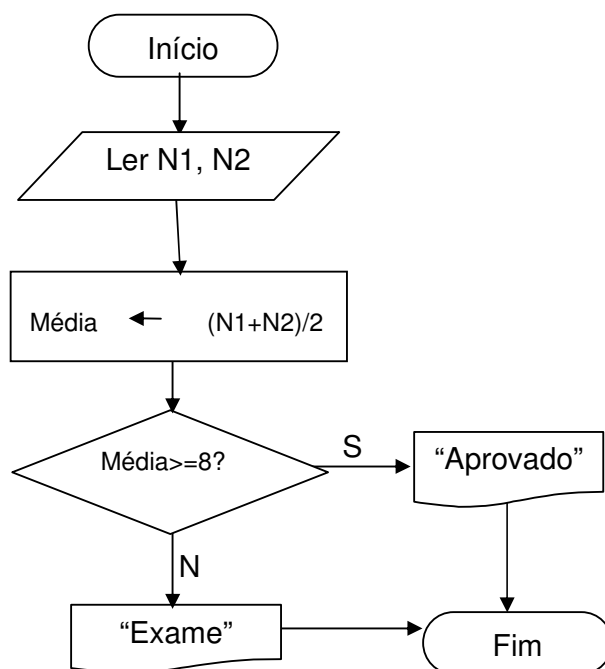 Início
Ler N1, N2
Média ← (N1+N2)/2
Média>=8?
S
“Aprovado”
N
“Exame”
Fim